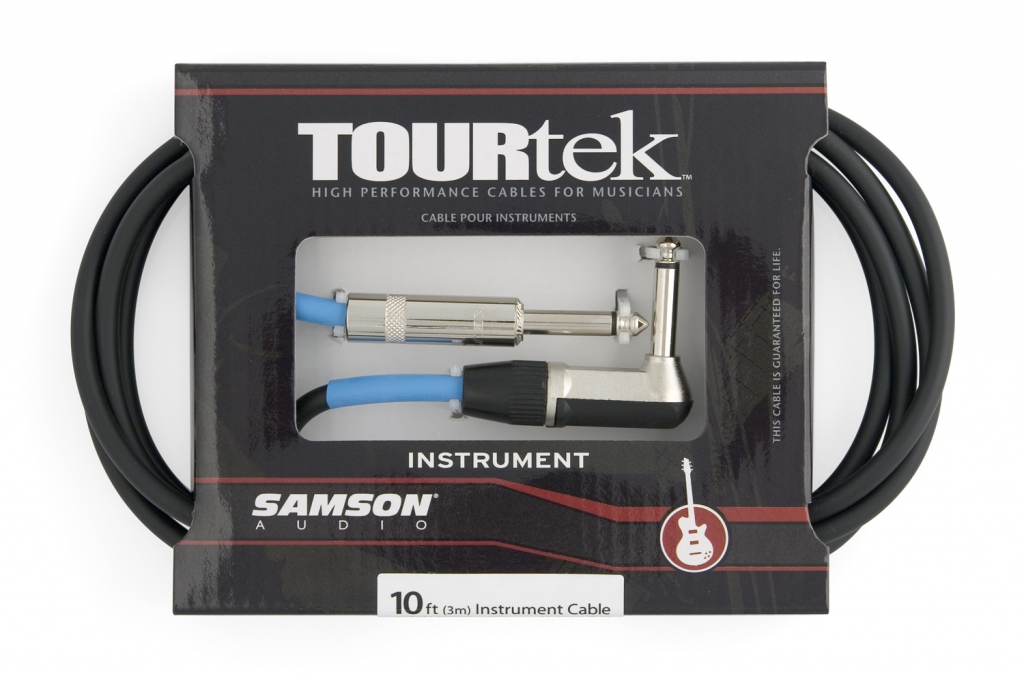 TOURtek™
HIGH PERFORMANCE CABLES FOR MUSICIANS
CABLE POUR INSTRUMENTS
THIS CABLE IS GUARANTEED FOR LIFE.
INSTRUMENT
SAMSON®
AUDIO
10 ft (3m) Instrument Cable